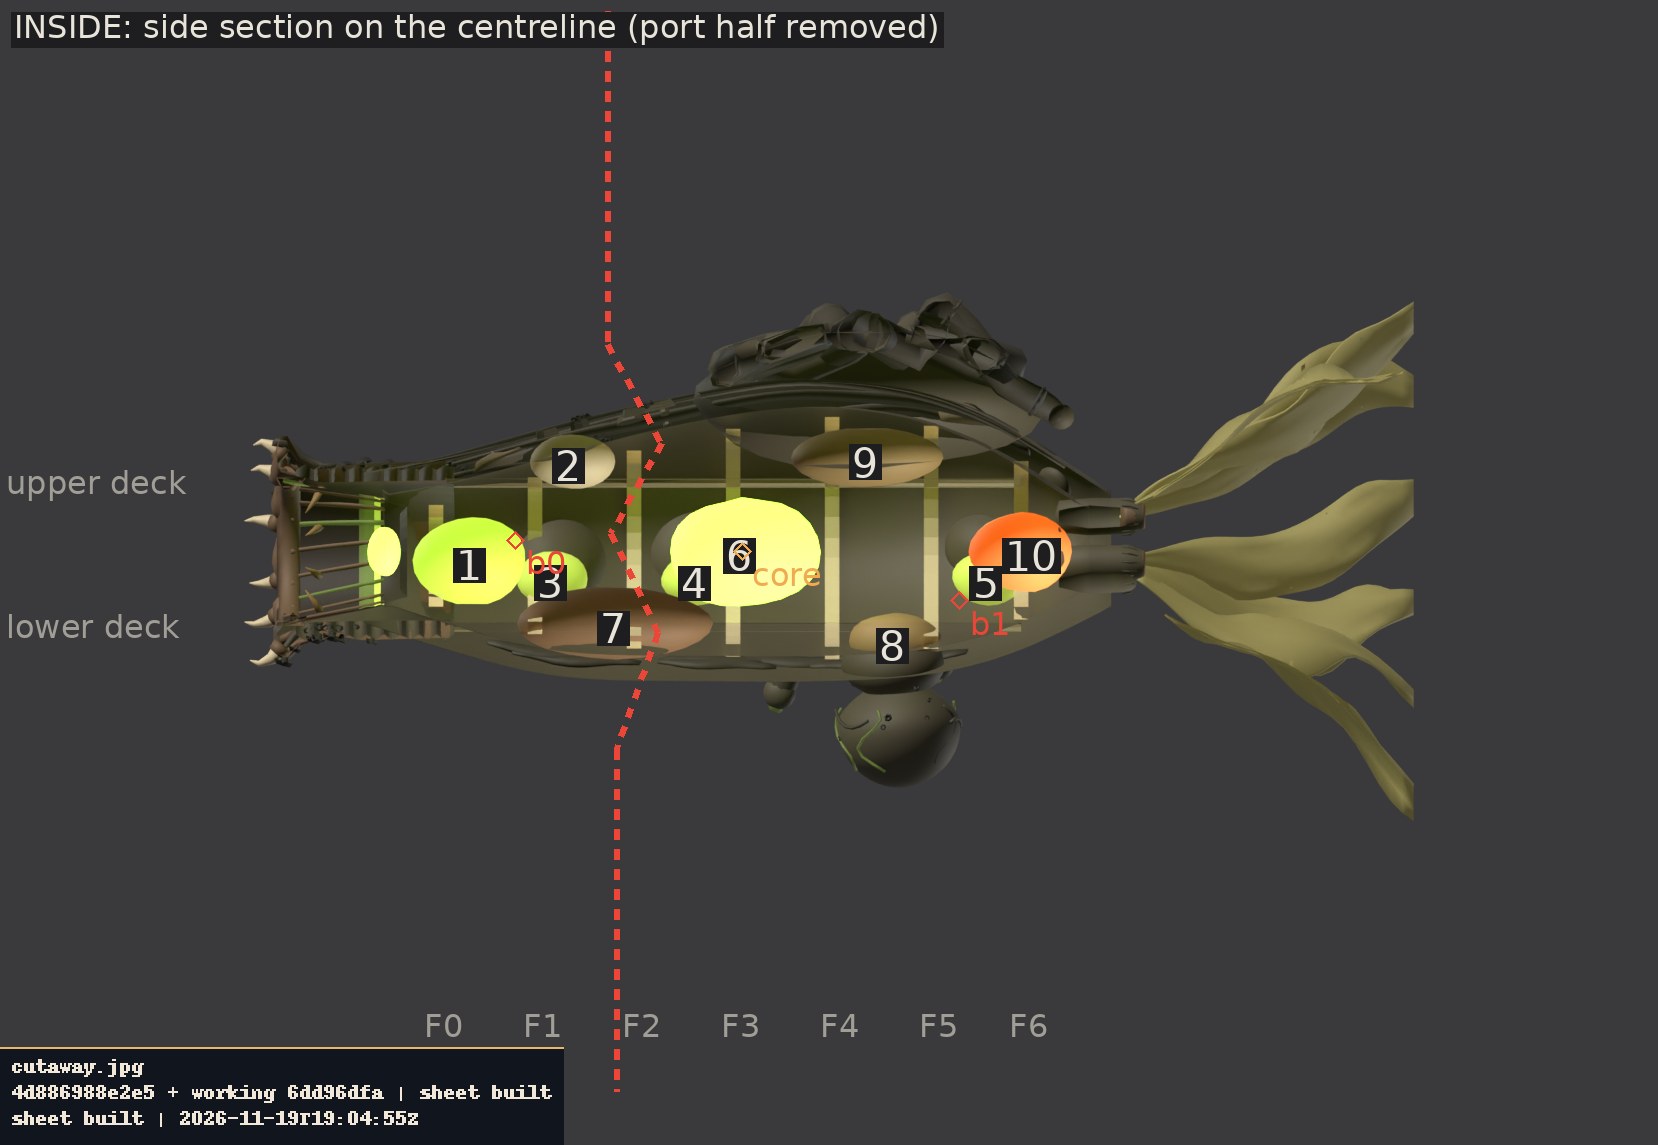 INSIDE: side section on the centreline (port half removed)
upper deck
lower deck
2
9
1
b0
3
6
core
4
10
5
b1
7
8
F0 F1 F2 F3 F4 F5 F6
cutaway.jpg
4d886988e2e5 + working 6dd96dfa | sheet built
sheet built | 2026-11-19T19:04:55Z